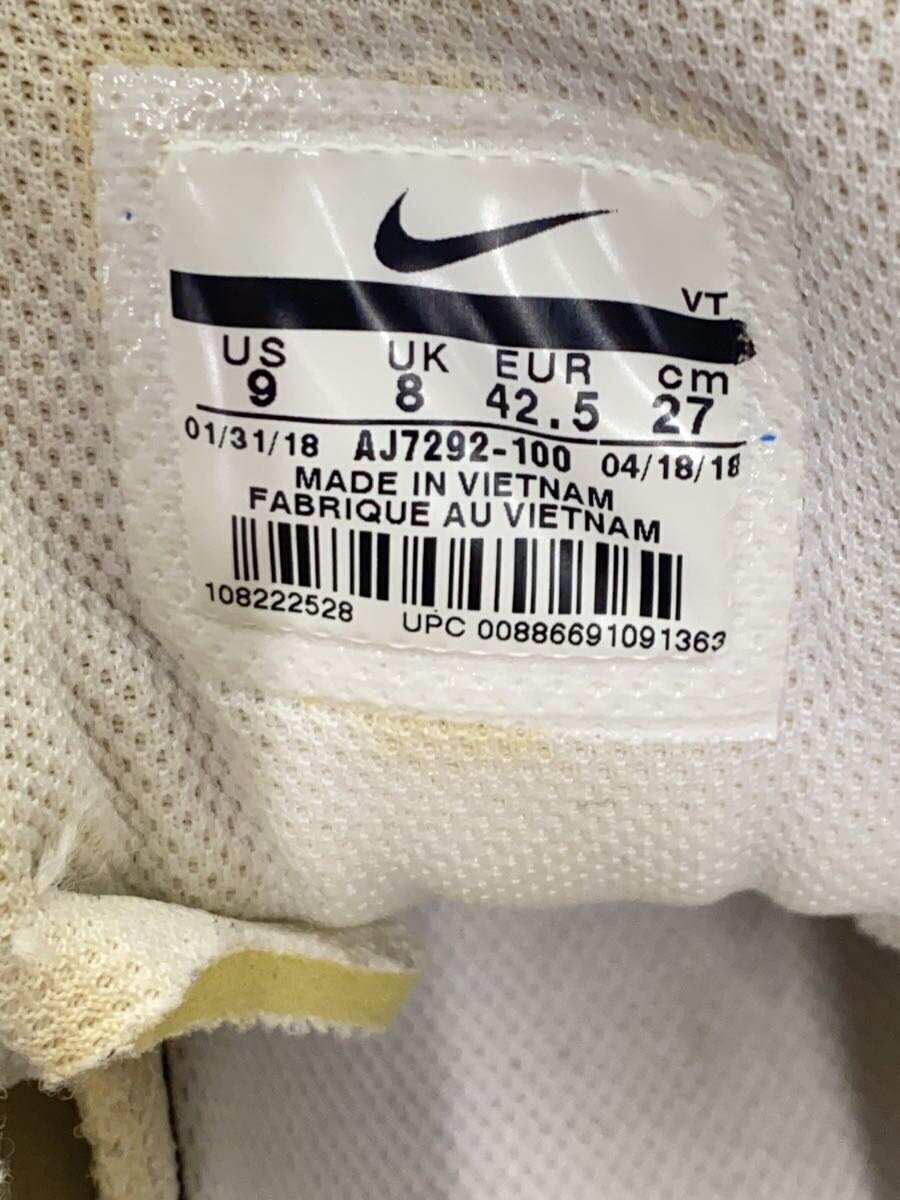 VT
US UK EUR cm
9 8 42.5 27
01/31/18 AJ7292-100 04/18/18
MADE IN VIETNAM
FABRIQUE AU VIETNAM
108222528 UPC 00886691091363